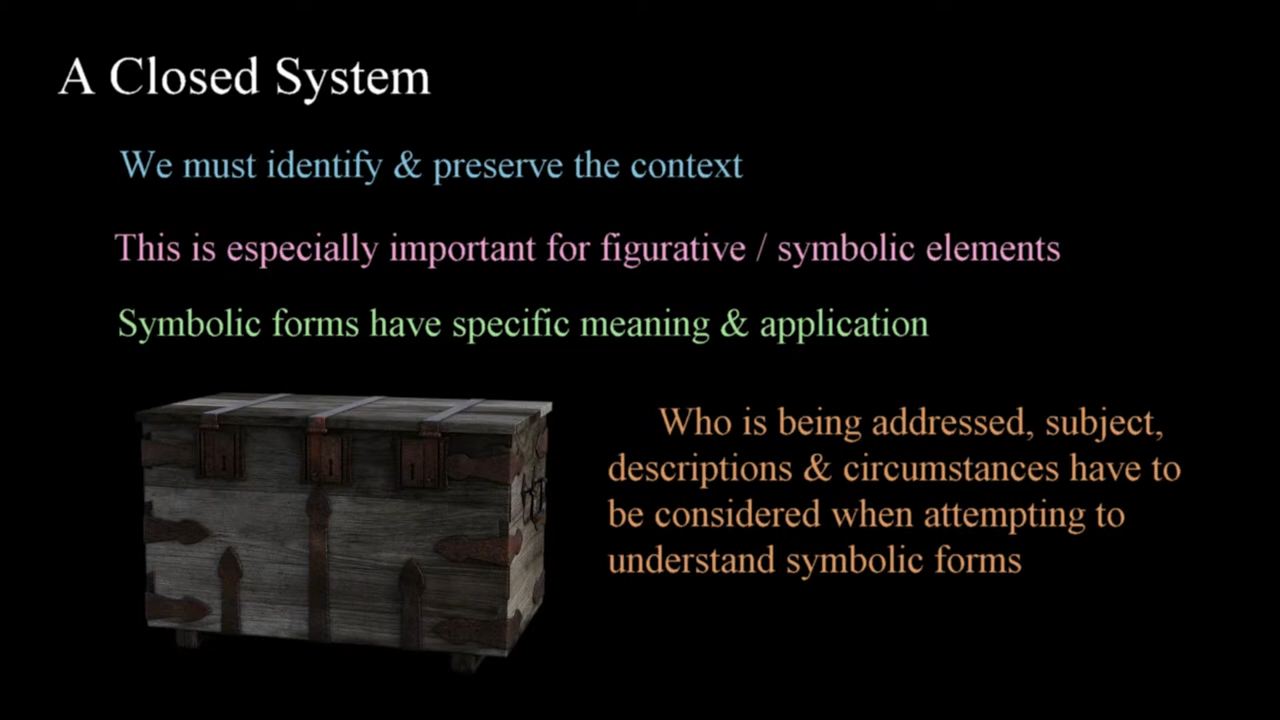 A Closed System
We must identify & preserve the context
This is especially important for figurative / symbolic elements
Symbolic forms have specific meaning & application
Who is being addressed, subject,
descriptions & circumstances have to
be considered when attempting to
understand symbolic forms